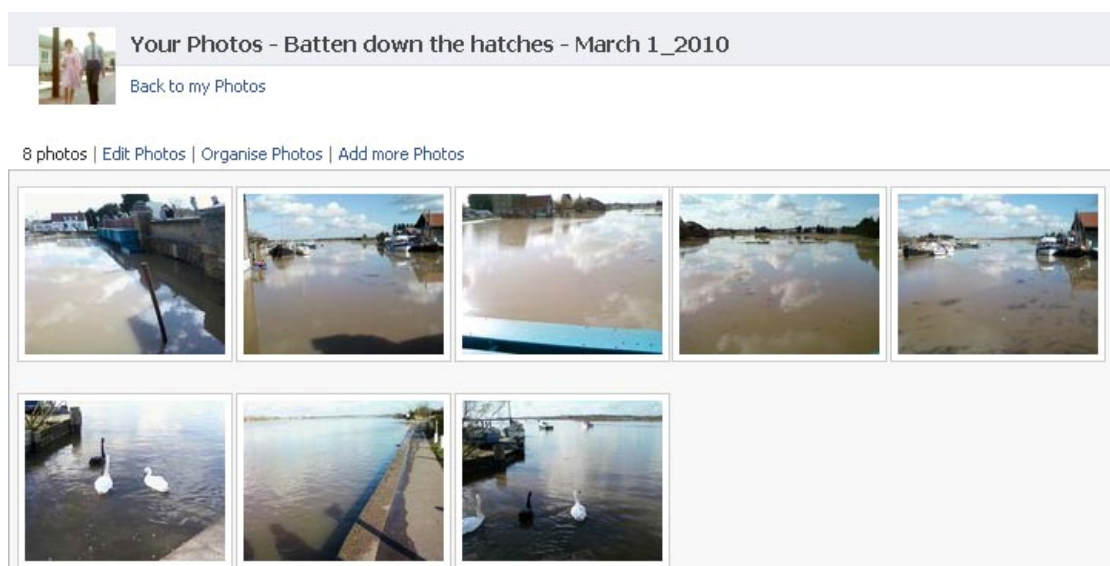 Your Photos - Batten down the hatches - March 1_2010
Back to my Photos
8 photos | Edit Photos | Organise Photos | Add more Photos